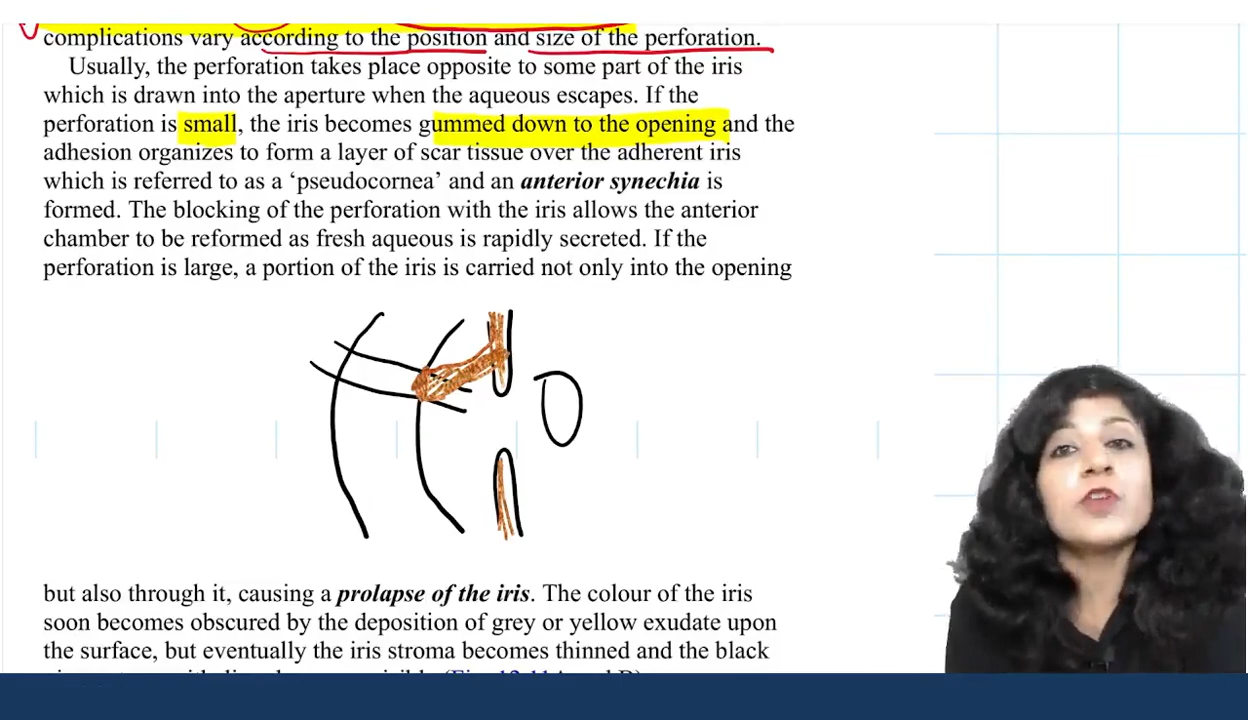 complications vary according to the position and size of the perforation.
Usually, the perforation takes place opposite to some part of the iris
which is drawn into the aperture when the aqueous escapes. If the
perforation is small, the iris becomes gummed down to the opening and the
adhesion organizes to form a layer of scar tissue over the adherent iris
which is referred to as a ‘pseudocornea’ and an anterior synechia is
formed. The blocking of the perforation with the iris allows the anterior
chamber to be reformed as fresh aqueous is rapidly secreted. If the
perforation is large, a portion of the iris is carried not only into the opening
but also through it, causing a prolapse of the iris. The colour of the iris
soon becomes obscured by the deposition of grey or yellow exudate upon
the surface, but eventually the iris stroma becomes thinned and the black